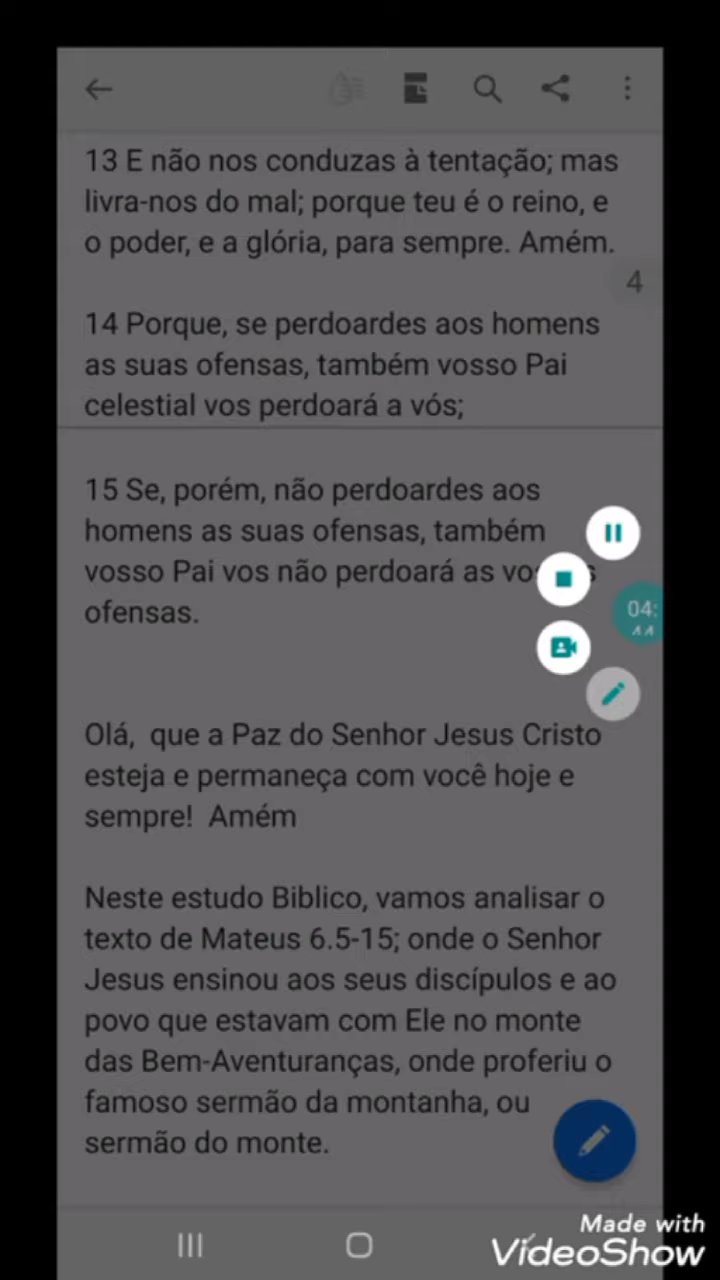 13 E não nos conduzas à tentação; mas
livra-nos do mal; porque teu é o reino, e
o poder, e a glória, para sempre. Amém.
4
14 Porque, se perdoardes aos homens
as suas ofensas, também vosso Pai
celestial vos perdoará a vós;
15 Se, porém, não perdoardes aos
homens as suas ofensas, também
vosso Pai vos não perdoará as
ofensas.
04:
Olá,  que a Paz do Senhor Jesus Cristo
esteja e permaneça com você hoje e
sempre!  Amém
Neste estudo Biblico, vamos analisar o
texto de Mateus 6.5-15; onde o Senhor
Jesus ensinou aos seus discípulos e ao
povo que estavam com Ele no monte
das Bem-Aventuranças, onde proferiu o
famoso sermão da montanha, ou
sermão do monte.
Made with
VideoShow